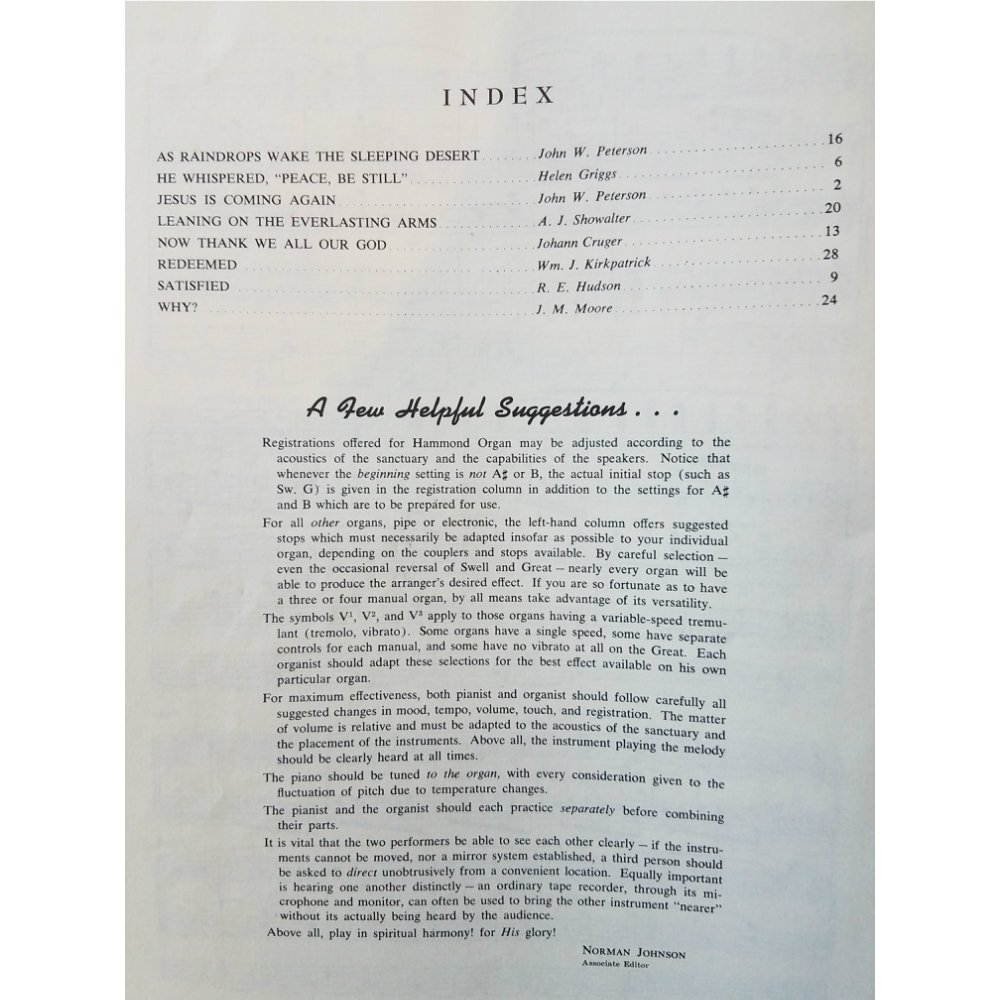 INDEX
AS RAINDROPS WAKE THE SLEEPING DESERT........John W. Peterson........16
HE WHISPERED, "PEACE, BE STILL"........Helen Griggs........6
JESUS IS COMING AGAIN........John W. Peterson........2
LEANING ON THE EVERLASTING ARMS........A. J. Showalter........20
NOW THANK WE ALL OUR GOD........Johann Cruger........13
REDEEMED........Wm. J. Kirkpatrick........28
SATISFIED........R. E. Hudson........9
WHY?........J. M. Moore........24
A Few Helpful Suggestions . . .
Registrations offered for Hammond Organ may be adjusted according to the
acoustics of the sanctuary and the capabilities of the speakers. Notice that
whenever the beginning setting is not A♯ or B, the actual initial stop (such as
Sw. G) is given in the registration column in addition to the settings for A♯
and B which are to be prepared for use.
For all other organs, pipe or electronic, the left-hand column offers suggested
stops which must necessarily be adapted insofar as possible to your individual
organ, depending on the couplers and stops available. By careful selection —
even the occasional reversal of Swell and Great — nearly every organ will be
able to produce the arranger's desired effect. If you are so fortunate as to have
a three or four manual organ, by all means take advantage of its versatility.
The symbols V¹, V², and V³ apply to those organs having a variable-speed tremu-
lant (tremolo, vibrato). Some organs have a single speed, some have separate
controls for each manual, and some have no vibrato at all on the Great. Each
organist should adapt these selections for the best effect available on his own
particular organ.
For maximum effectiveness, both pianist and organist should follow carefully all
suggested changes in mood, tempo, volume, touch, and registration. The matter
of volume is relative and must be adapted to the acoustics of the sanctuary and
the placement of the instruments. Above all, the instrument playing the melody
should be clearly heard at all times.
The piano should be tuned to the organ, with every consideration given to the
fluctuation of pitch due to temperature changes.
The pianist and the organist should each practice separately before combining
their parts.
It is vital that the two performers be able to see each other clearly — if the instru-
ments cannot be moved, nor a mirror system established, a third person should
be asked to direct unobtrusively from a convenient location. Equally important
is hearing one another distinctly — an ordinary tape recorder, through its mi-
crophone and monitor, can often be used to bring the other instrument "nearer"
without its actually being heard by the audience.
Above all, play in spiritual harmony! for His glory!
NORMAN JOHNSON
Associate Editor